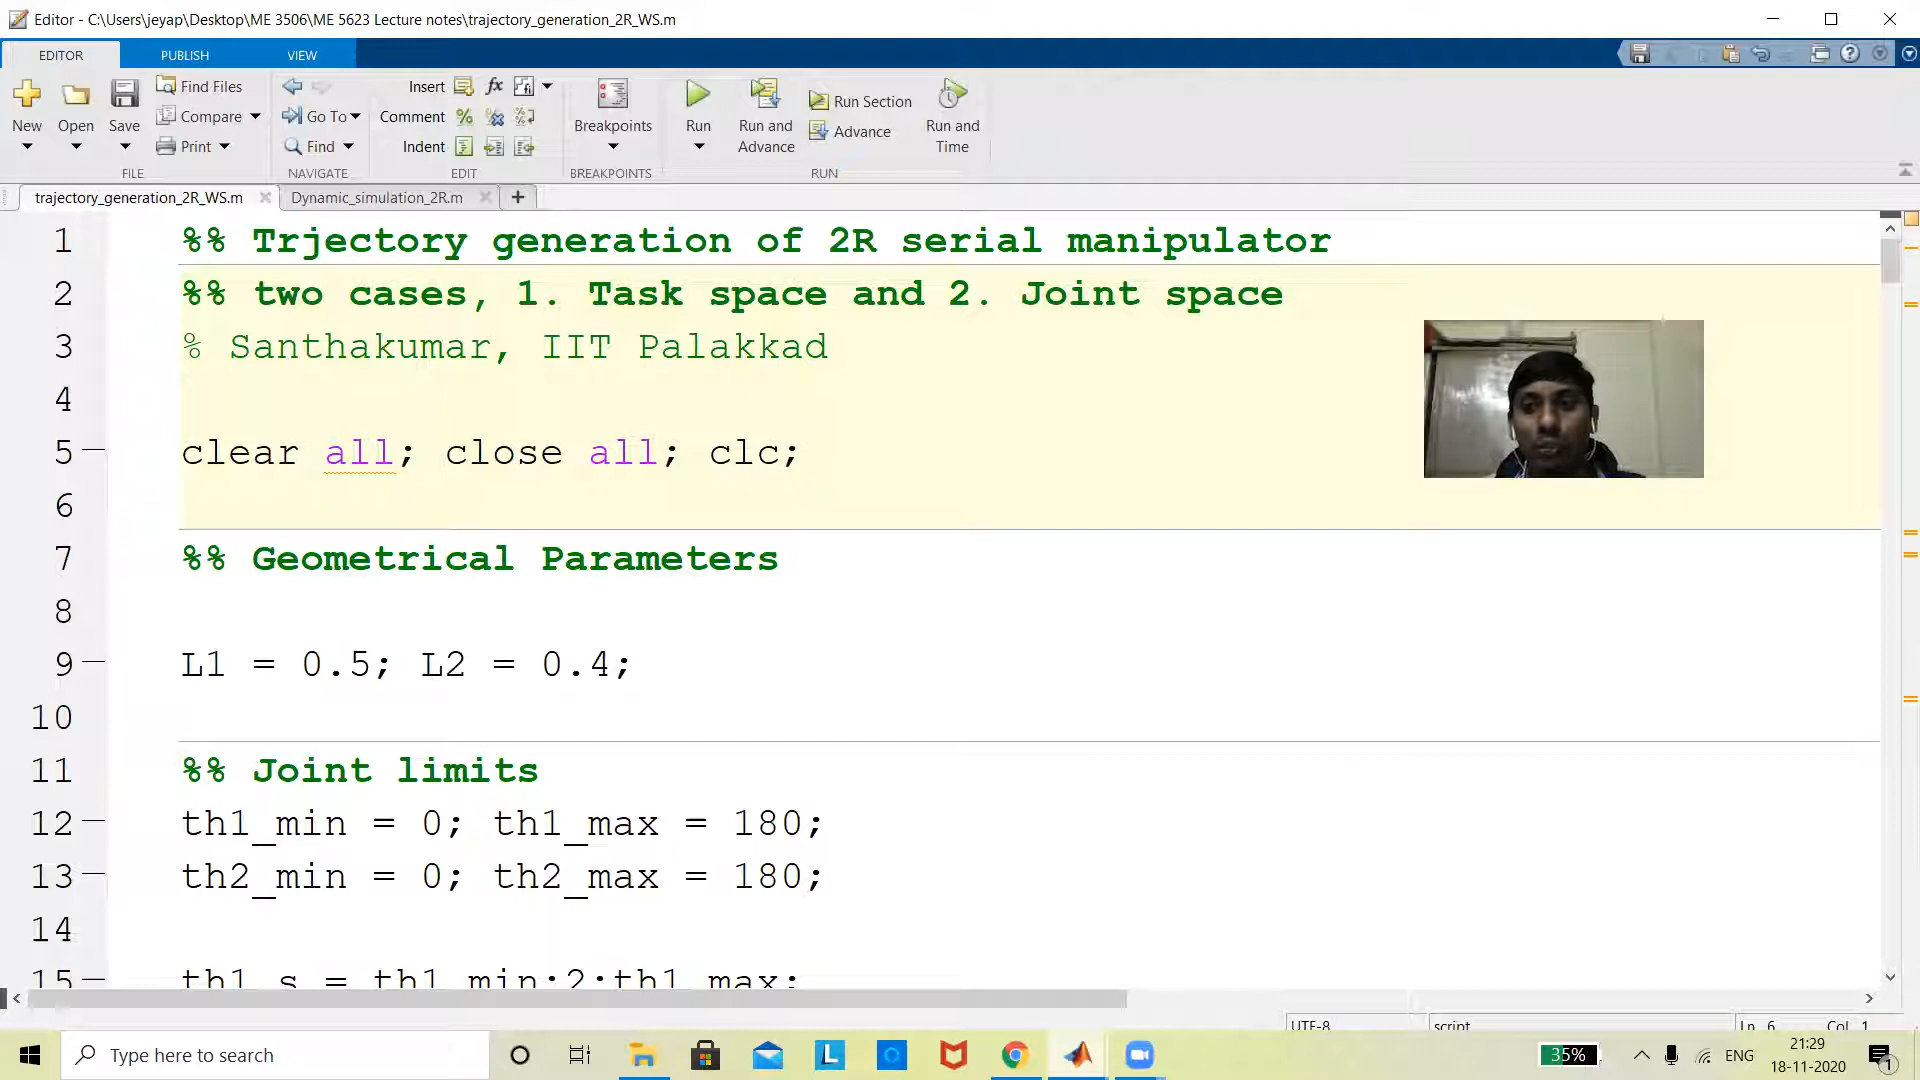 Editor - C:\Users\jeyap\Desktop\ME 3506\ME 5623 Lecture notes\trajectory_generation_2R_WS.m
EDITOR PUBLISH VIEW
New Open Save Find Files Compare Print
Go To Find
Insert Comment Indent
Breakpoints
Run Run and Advance Run Section Advance Run and Time
FILE NAVIGATE EDIT BREAKPOINTS RUN
trajectory_generation_2R_WS.m Dynamic_simulation_2R.m
1 %% Trjectory generation of 2R serial manipulator
2 %% two cases, 1. Task space and 2. Joint space
3 % Santhakumar, IIT Palakkad
4
5 clear all; close all; clc;
6
7 %% Geometrical Parameters
8
9 L1 = 0.5; L2 = 0.4;
10
11 %% Joint limits
12 th1_min = 0; th1_max = 180;
13 th2_min = 0; th2_max = 180;
14
15 th1_s = th1_min:2:th1_max;
UTF-8 script Ln 6 Col 1
Type here to search
35% ENG 21:29
18-11-2020
1